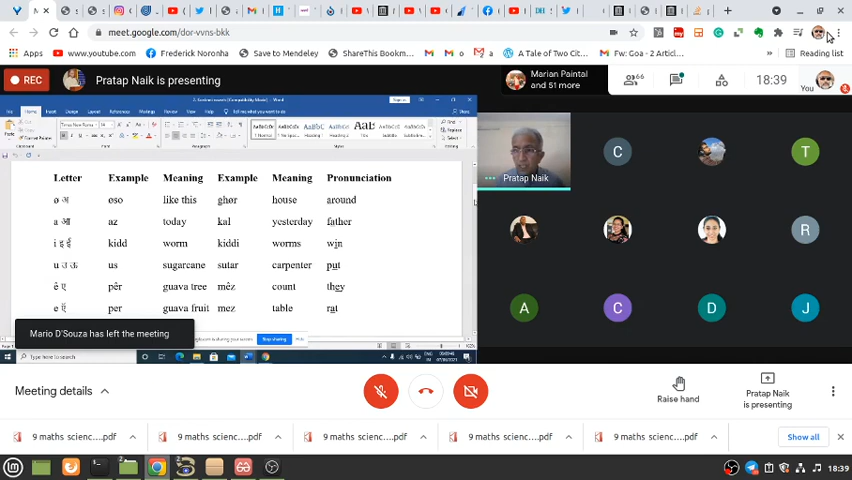 meet.google.com/dor-vvns-bkk
Apps www.youtube.com Frederick Noronha Save to Mendeley ShareThis Bookmark... A Tale of Two Cit... Fw: Goa - 2 Articl... » Reading list
REC
Pratap Naik is presenting
Marian Paintal
and 51 more
66
18:39
You
Letter Example Meaning Example Meaning Pronunciation
ø अ øso like this ghør house around
a आ az today kal yesterday father
i इ ई kidd worm kiddi worms win
u उ ऊ us sugarcane sutar carpenter put
ê ए pêr guava tree mêz count they
e ऍ per guava fruit mez table rat
Pratap Naik
C
T
R
A C D J
Mario D'Souza has left the meeting
Stop sharing
Hide
Type here to search
Meeting details
Raise hand
Pratap Naik
is presenting
9 maths scienc....pdf 9 maths scienc....pdf 9 maths scienc....pdf 9 maths scienc....pdf 9 maths scienc....pdf Show all
18:39